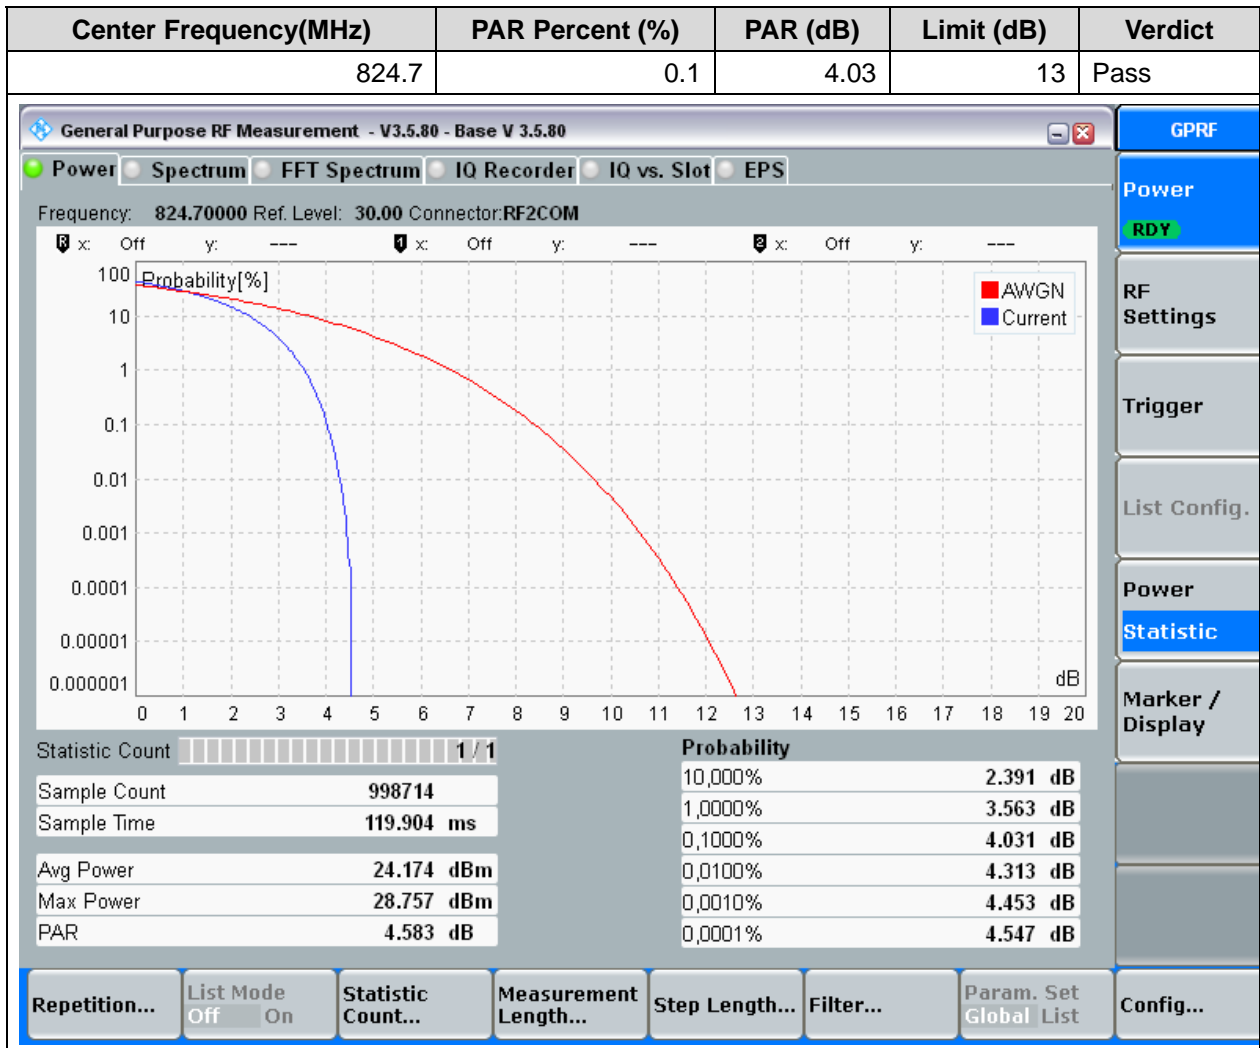 Center Frequency(MHz) PAR Percent (%) PAR (dB) Limit (dB) Verdict
824.7 0.1 4.03 13 Pass
General Purpose RF Measurement - V3.5.80 - Base V 3.5.80
GPRF
Power Spectrum FFT Spectrum IQ Recorder IQ vs. Slot EPS
Frequency: 824.70000 Ref. Level: 30.00 Connector:RF2COM
R x: Off y: --- 1 x: Off y: --- 2 x: Off y: ---
Probability[%]
AWGN
Current
100
10
1
0.1
0.01
0.001
0.0001
0.00001
0.000001
dB
0 1 2 3 4 5 6 7 8 9 10 11 12 13 14 15 16 17 18 19 20
Statistic Count 1 / 1
Sample Count 998714
Sample Time 119.904 ms
Avg Power 24.174 dBm
Max Power 28.757 dBm
PAR 4.583 dB
Probability
10,000% 2.391 dB
1,0000% 3.563 dB
0,1000% 4.031 dB
0,0100% 4.313 dB
0,0010% 4.453 dB
0,0001% 4.547 dB
Power
RDY
RF
Settings
Trigger
List Config.
Power
Statistic
Marker /
Display
Repetition...
List Mode
Off On
Statistic
Count...
Measurement
Length...
Step Length...
Filter...
Param. Set
Global List
Config...